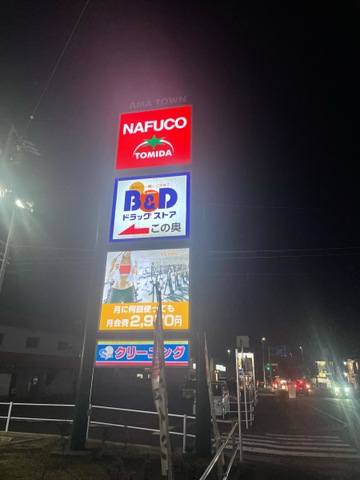 AMA TOWN
NAFUCO
TOMIDA
B&D
ドラッグストア
この奥
月に何回使っても
月会費2,970円
クリーニング